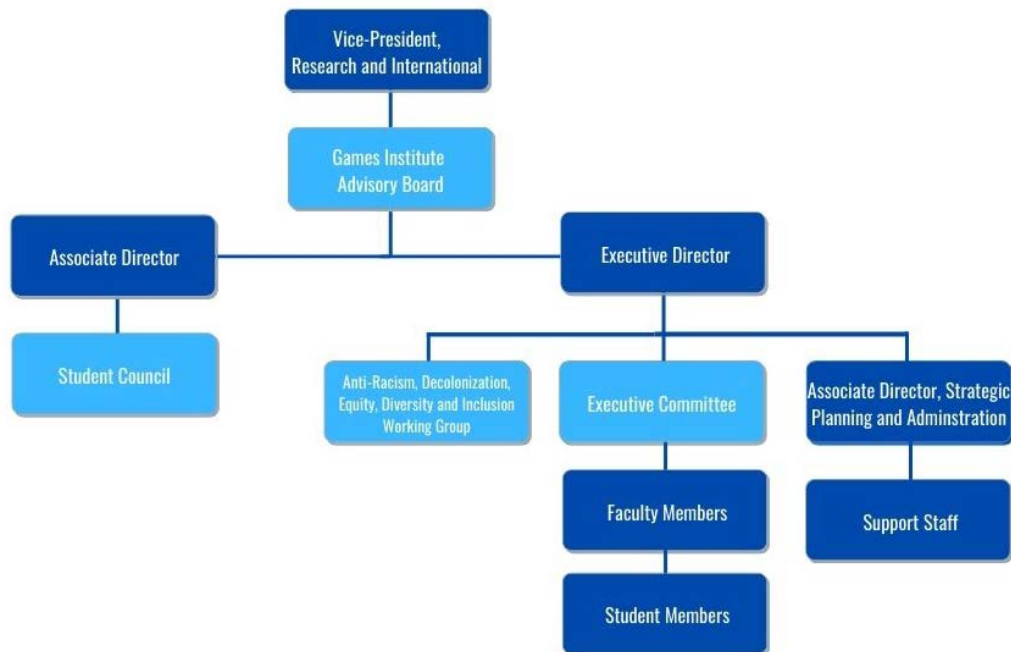 Vice-President,
Research and International
Games Institute
Advisory Board
Associate Director
Executive Director
Student Council
Anti-Racism, Decolonization,
Equity, Diversity and Inclusion
Working Group
Executive Committee
Associate Director, Strategic
Planning and Adminstration
Faculty Members
Support Staff
Student Members